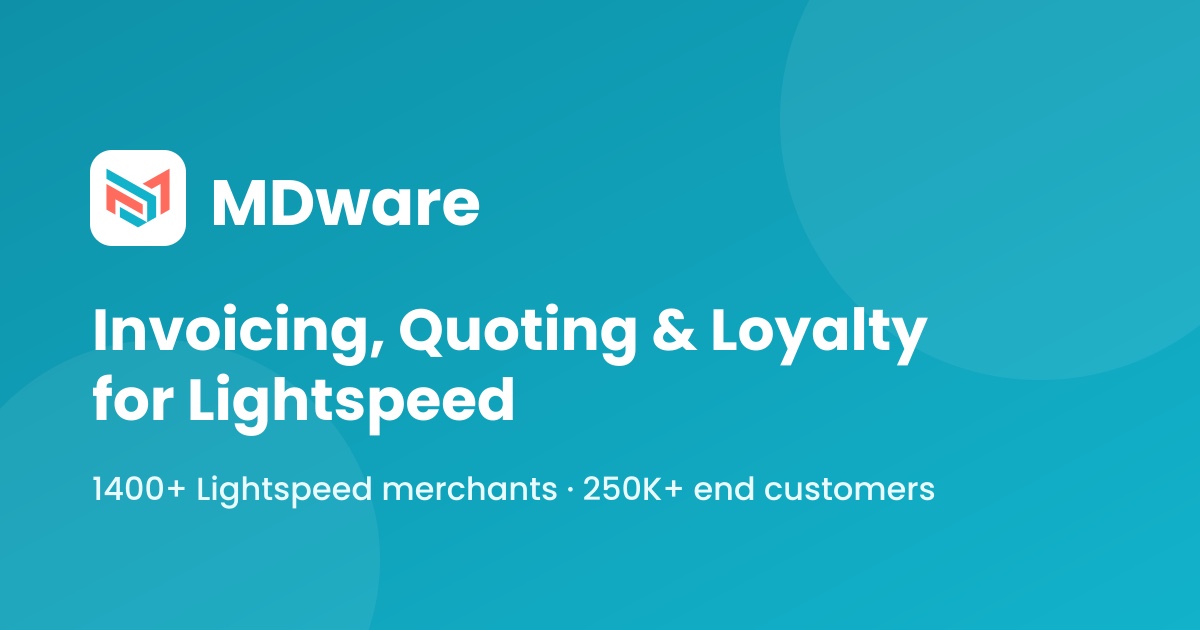 MDware
Invoicing, Quoting & Loyalty
for Lightspeed
1400+ Lightspeed merchants · 250K+ end customers